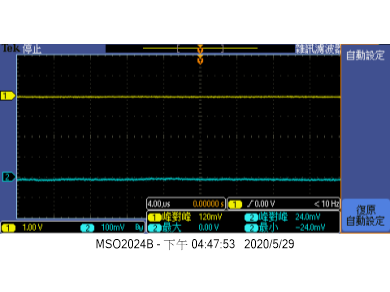 Tek 停止 雜訊濾波器
自動設定
1
2
4.00μs 0.00000 s 1 ∫ 0.00 V < 10 Hz
1 峰對峰 120mV 2 峰對峰 24.0mV
2 最大 0.00 V 2 最小 -24.0mV
1 1.00 V 2 100mV Bw
復原
自動設定
MSO2024B - 下午 04:47:53 2020/5/29